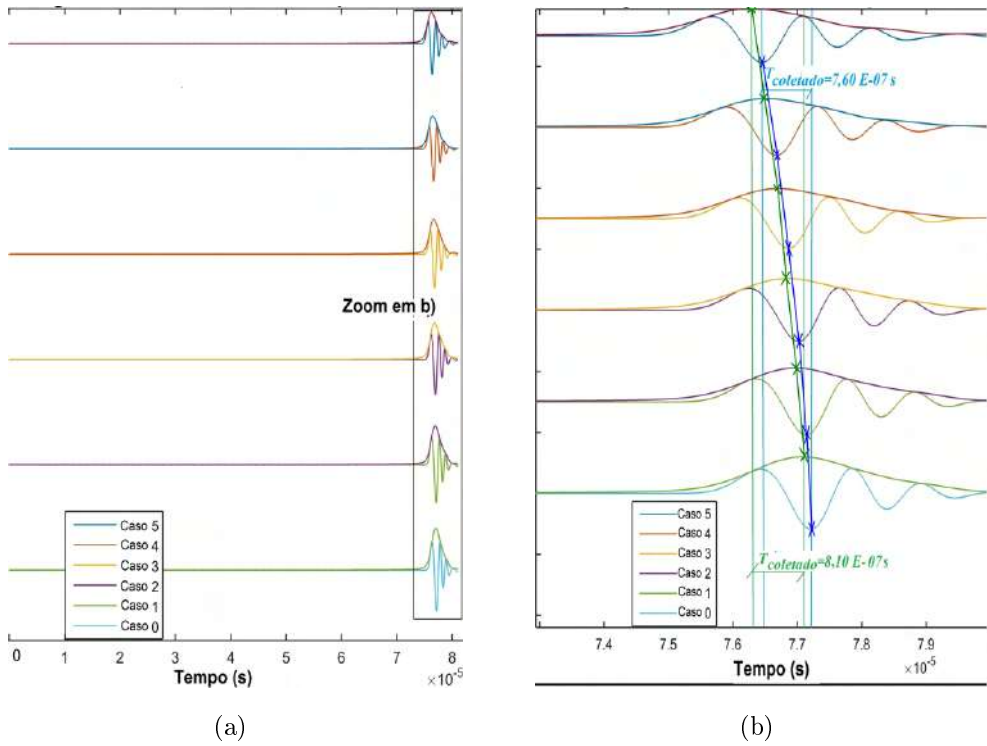 Zoom em b)
Caso 5
Caso 4
Caso 3
Caso 2
Caso 1
Caso 0
0 1 2 3 4 5 6 7 8
Tempo (s)
×10⁻⁵
(a)
T coletado=7,60 E-07 s
Caso 5
Caso 4
Caso 3
Caso 2
Caso 1
Caso 0
T coletado=8,10 E-07s
7.4 7.5 7.6 7.7 7.8 7.9
Tempo (s)
×10⁻⁵
(b)